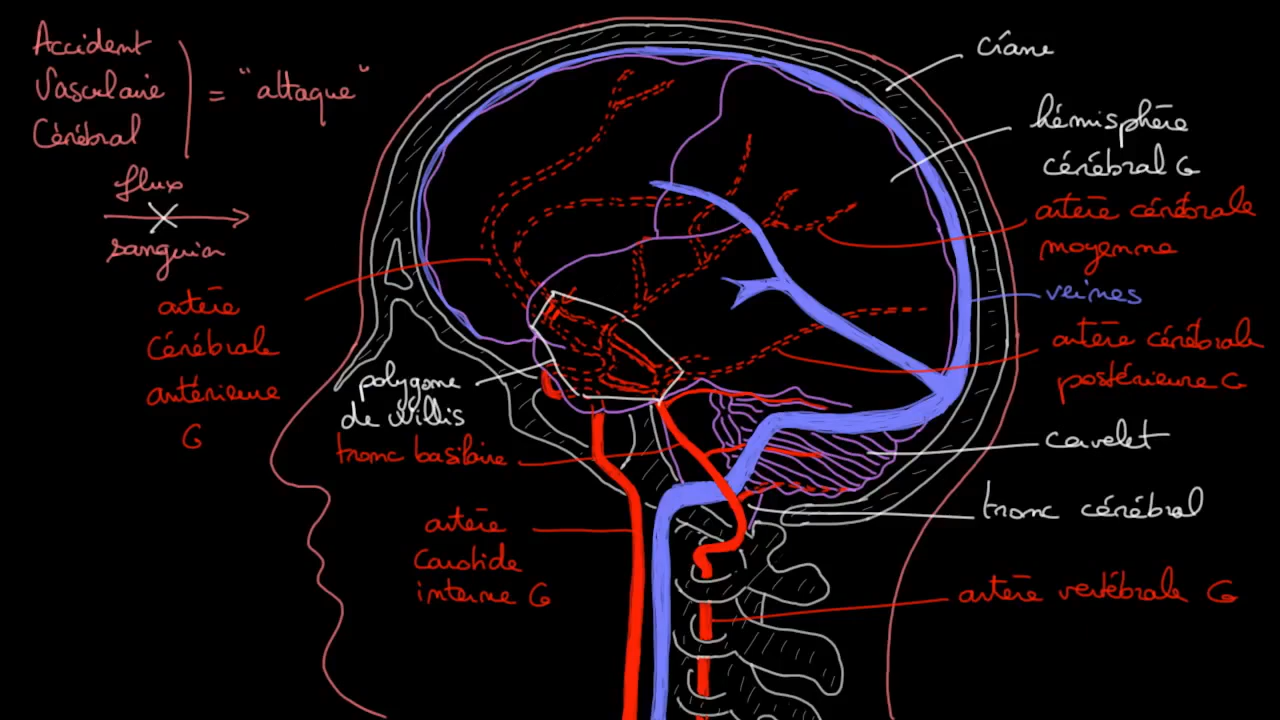 Accident
Vasculaire
Cérébral
= "attaque"
flux
sanguin
artère
cérébrale
antérieure
G
polygone
de Willis
tronc basilaire
artère
carotide
interne G
crâne
hémisphère
cérébral G
artère cérébrale
moyenne
veines
artère cérébrale
postérieure G
cervelet
tronc cérébral
artère vertébrale G